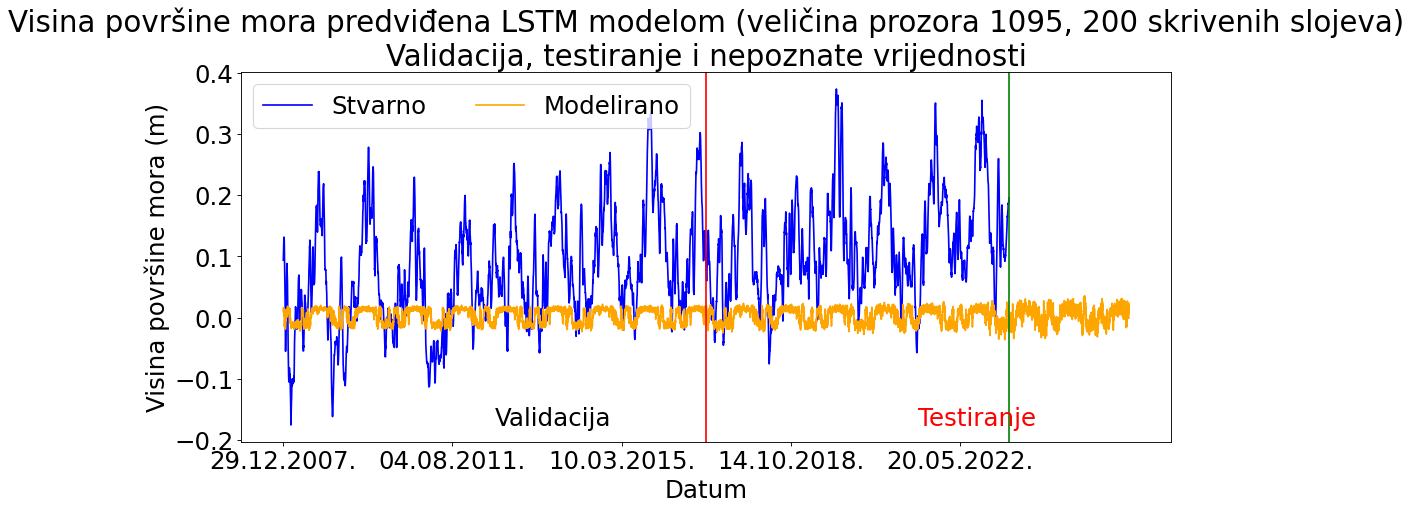 Visina površine mora predviđena LSTM modelom (veličina prozora 1095, 200 skrivenih slojeva)
Validacija, testiranje i nepoznate vrijednosti
Stvarno Modelirano
Visina površine mora (m)
0.4
0.3
0.2
0.1
0.0
−0.1
−0.2
Validacija
Testiranje
29.12.2007. 04.08.2011. 10.03.2015. 14.10.2018. 20.05.2022.
Datum